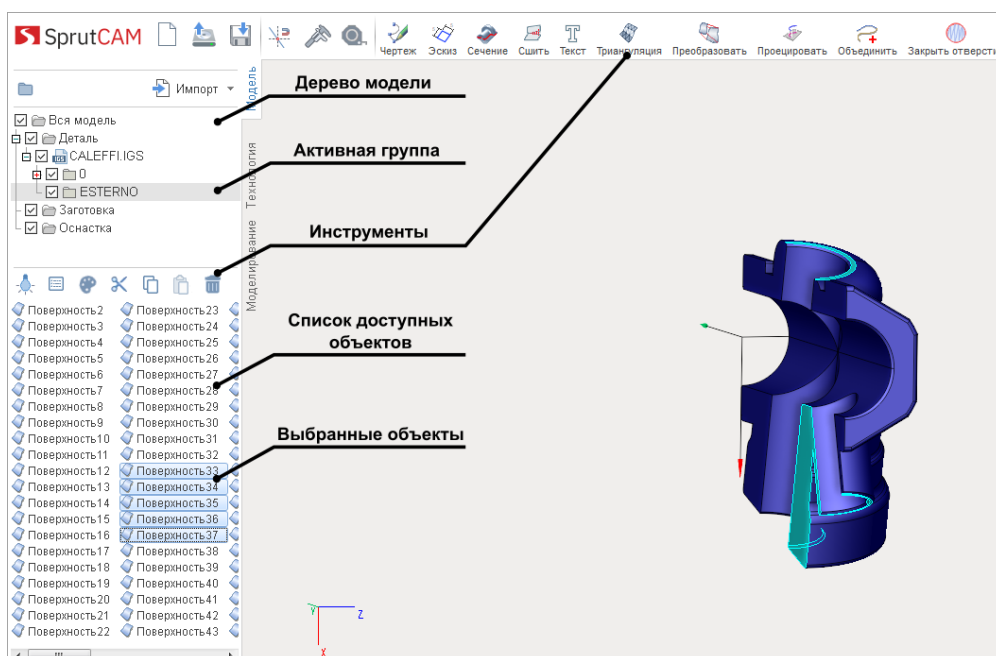 SprutCAM
Чертеж Эскиз Сечение Сшить Текст Триангуляция Преобразовать Проецировать Объединить Закрыть отверсти
Импорт
Модель
Технология
Моделирование
Вся модель
Деталь
CALEFFI.IGS
0
ESTERNO
Заготовка
Оснастка
Дерево модели
Активная группа
Инструменты
Список доступных
объектов
Выбранные объекты
Поверхность2 Поверхность23
Поверхность3 Поверхность24
Поверхность4 Поверхность25
Поверхность5 Поверхность26
Поверхность6 Поверхность27
Поверхность7 Поверхность28
Поверхность8 Поверхность29
Поверхность9 Поверхность30
Поверхность10 Поверхность31
Поверхность11 Поверхность32
Поверхность12 Поверхность33
Поверхность13 Поверхность34
Поверхность14 Поверхность35
Поверхность15 Поверхность36
Поверхность16 Поверхность37
Поверхность17 Поверхность38
Поверхность18 Поверхность39
Поверхность19 Поверхность40
Поверхность20 Поверхность41
Поверхность21 Поверхность42
Поверхность22 Поверхность43
Y
Z
X